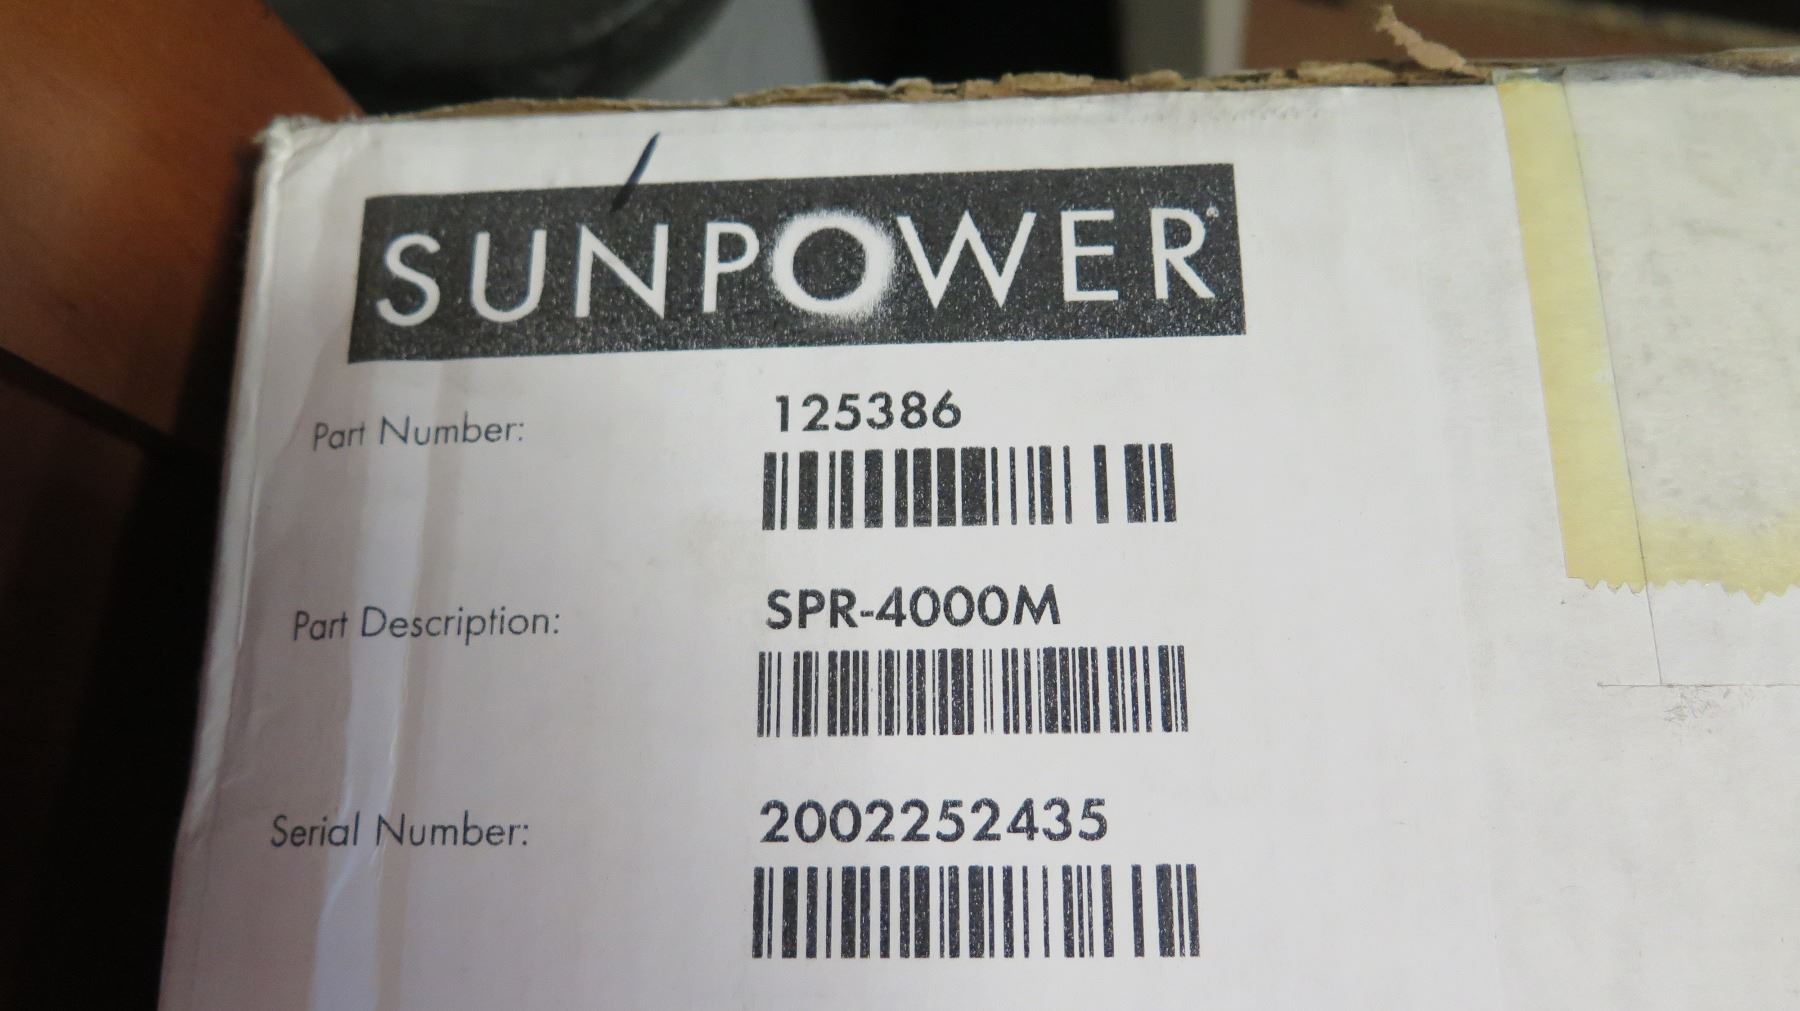 SUNPOWER®
Part Number: 125386
Part Description: SPR-4000M
Serial Number: 2002252435